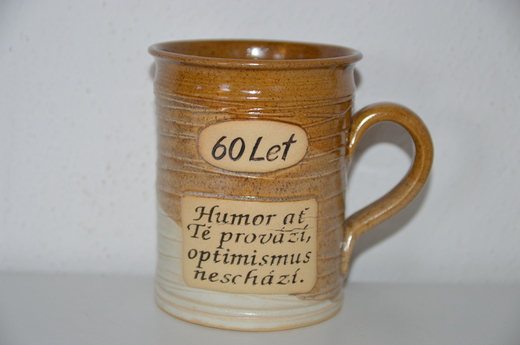 60 Let
Humor ať
Tě provází,
optimismus
neschází.